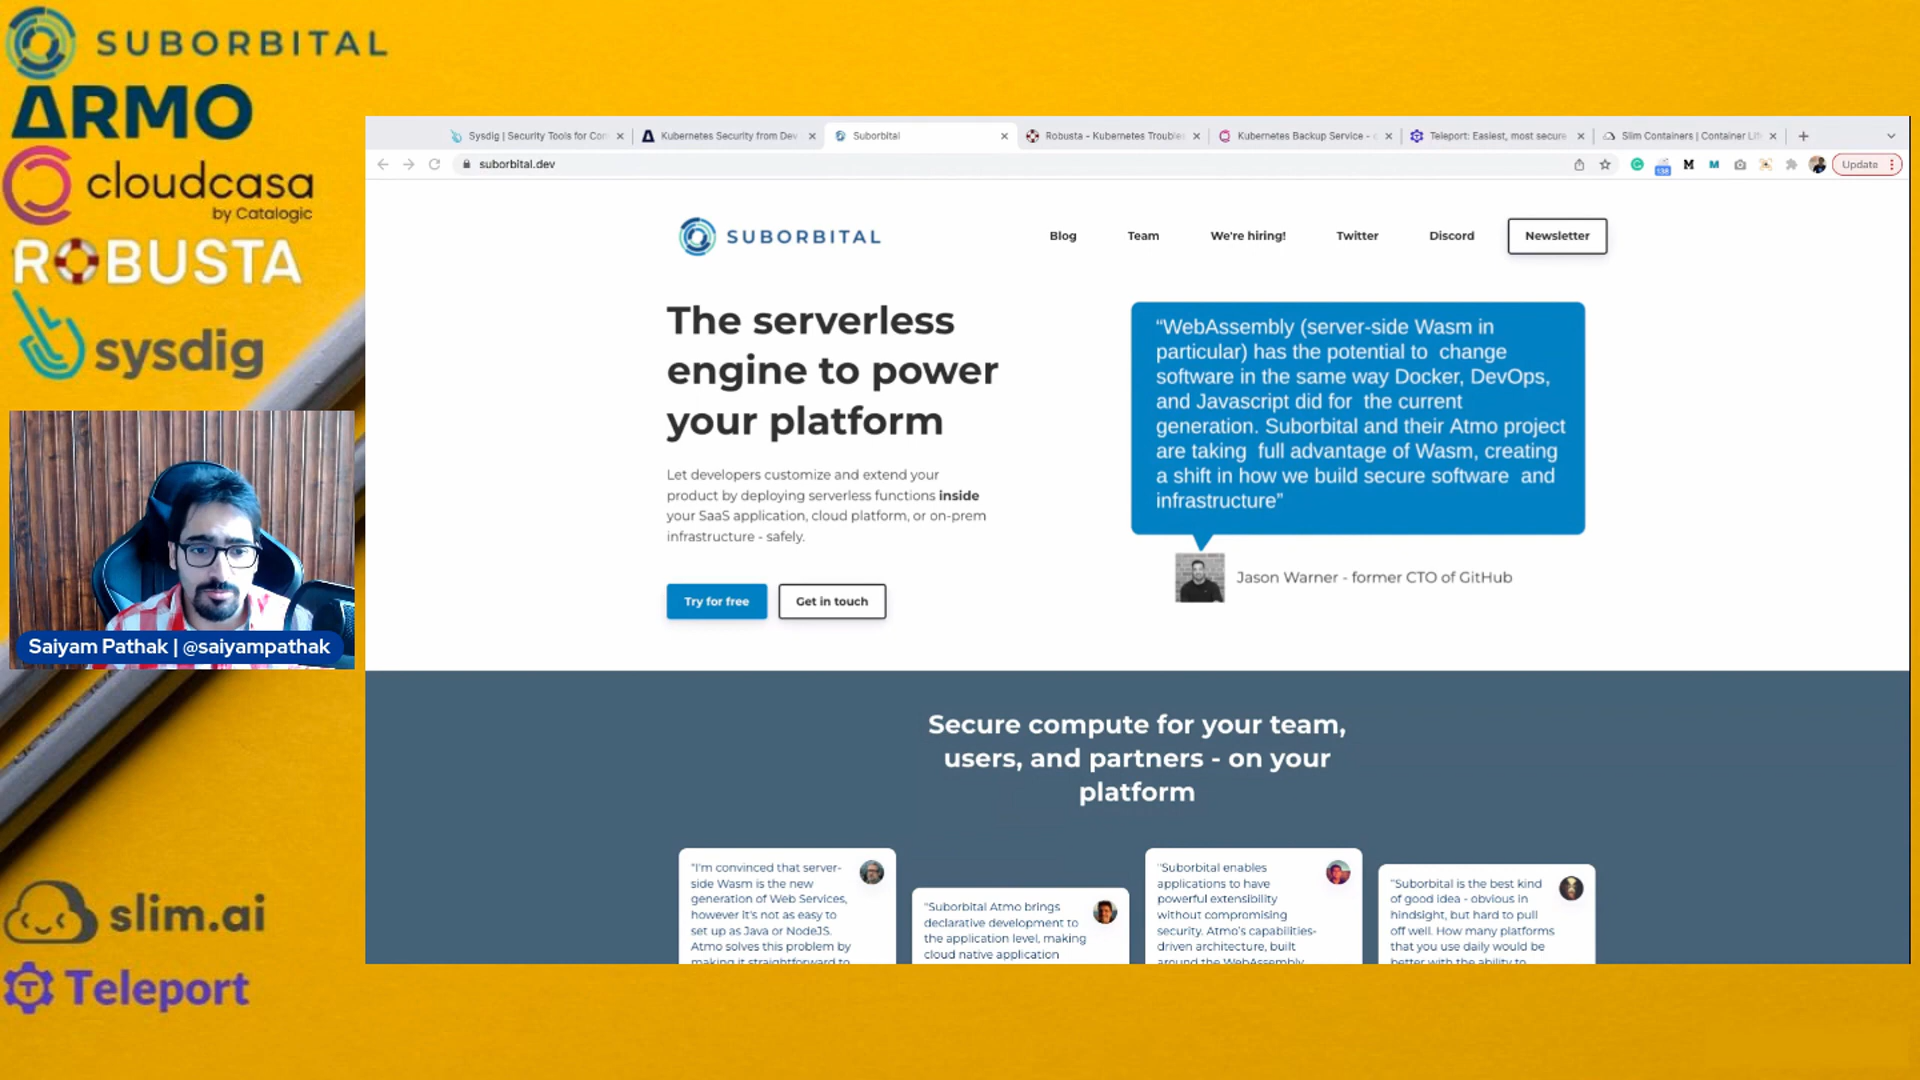 SUBORBITAL
ARMO
cloudcasa
by Catalogic
ROBUSTA
sysdig
Saiyam Pathak | @saiyampathak
slim.ai
Teleport
Sysdig | Security Tools for Con
Kubernetes Security from Dev
Suborbital
Robusta - Kubernetes Troubles
Kubernetes Backup Service -
Teleport: Easiest, most secure
Slim Containers | Container Life
suborbital.dev
138
M
M
Update
SUBORBITAL
Blog
Team
We're hiring!
Twitter
Discord
Newsletter
The serverless
engine to power
your platform
Let developers customize and extend your
product by deploying serverless functions inside
your SaaS application, cloud platform, or on-prem
infrastructure - safely.
Try for free
Get in touch
“WebAssembly (server-side Wasm in
particular) has the potential to change
software in the same way Docker, DevOps,
and Javascript did for the current
generation. Suborbital and their Atmo project
are taking full advantage of Wasm, creating
a shift in how we build secure software and
infrastructure”
Jason Warner - former CTO of GitHub
Secure compute for your team,
users, and partners - on your
platform
"I'm convinced that server-
side Wasm is the new
generation of Web Services,
however it's not as easy to
set up as Java or NodeJS.
Atmo solves this problem by
making it straightforward to
"Suborbital Atmo brings
declarative development to
the application level, making
cloud native application
"Suborbital enables
applications to have
powerful extensibility
without compromising
security. Atmo's capabilities-
driven architecture, built
around the WebAssembly
"Suborbital is the best kind
of good idea - obvious in
hindsight, but hard to pull
off well. How many platforms
that you use daily would be
better with the ability to